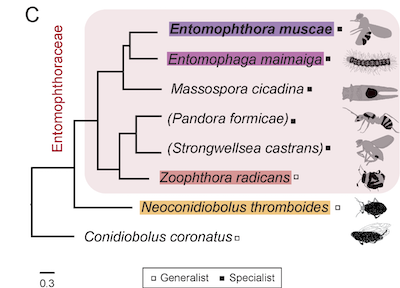 C
Entomophthoraceae
Entomophthora muscae
Entomophaga maimaiga
Massospora cicadina
(Pandora formicae)
(Strongwellsea castrans)
Zoophthora radicans
Neoconidiobolus thromboides
Conidiobolus coronatus
0.3
Generalist Specialist